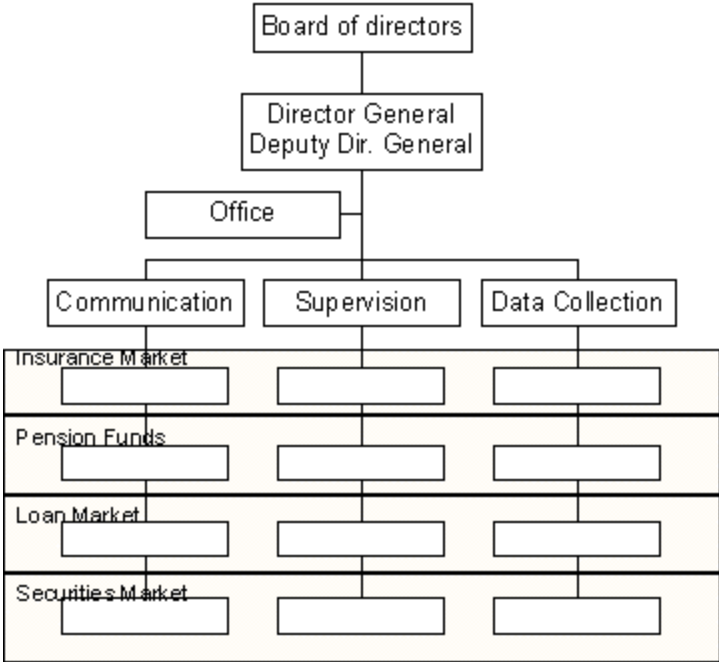 Board of directors
Director General
Deputy Dir. General
Office
Communication
Supervision
Data Collection
Insurance Market
Pension Funds
Loan Market
Securities Market